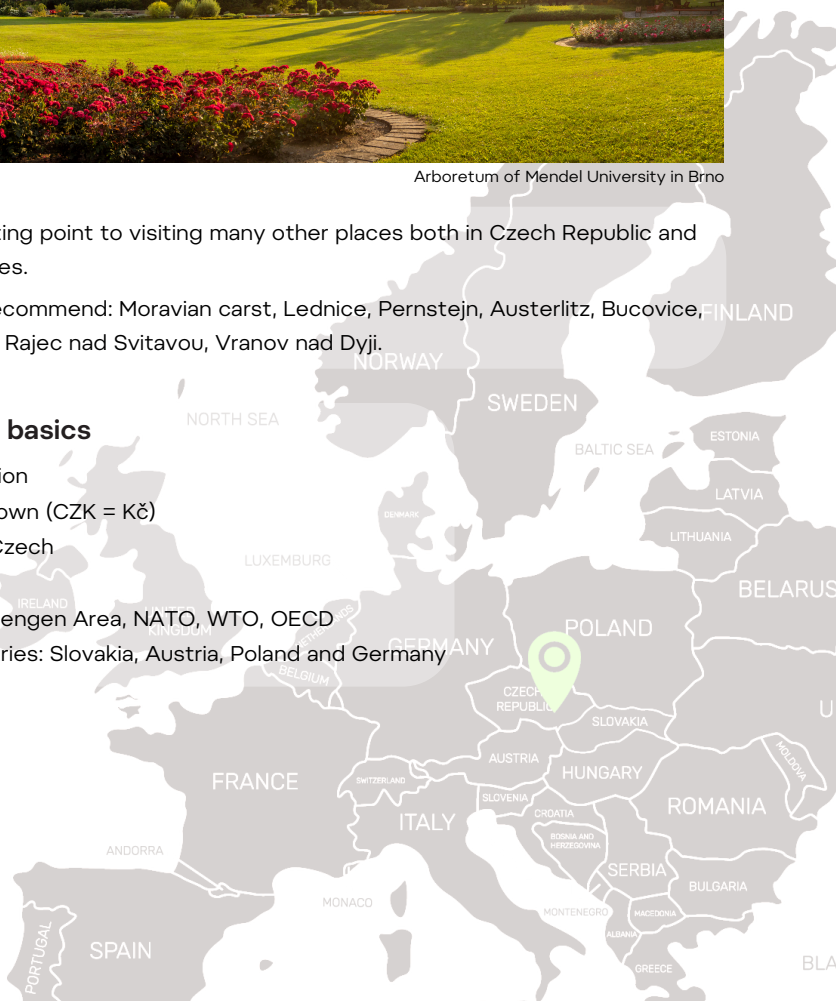 Arboretum of Mendel University in Brno
ing point to visiting many other places both in Czech Republic and
es.
ecommend: Moravian carst, Lednice, Pernstejn, Austerlitz, Bucovice,
Rajec nad Svitavou, Vranov nad Dyji.
FINLAND
NORWAY
SWEDEN
NORTH SEA
basics
ESTONIA
BALTIC SEA
ion
LATVIA
own (CZK = Kč)
DENMARK
LITHUANIA
Czech
LUXEMBURG
BELARUS
IRELAND
UNITED
KINGDOM
NETHERLANDS
engen Area, NATO, WTO, OECD
POLAND
GERMANY
ries: Slovakia, Austria, Poland and Germany
BELGIUM
CZECH
REPUBLIC
SLOVAKIA
U
AUSTRIA
MOLDOVA
HUNGARY
FRANCE
SWITZERLAND
SLOVENIA
ROMANIA
CROATIA
ITALY
BOSNIA AND
HERZEGOVINA
ANDORRA
SERBIA
BULGARIA
MONACO
MONTENEGRO
MACEDONIA
ALBANIA
PORTUGAL
SPAIN
GREECE
BLA